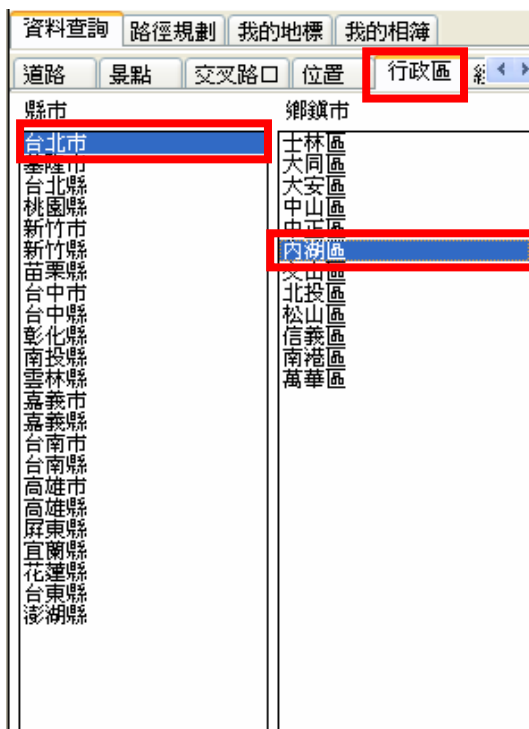 資料查詢 路徑規劃 我的地標 我的相簿
道路 景點 交叉路口 位置 行政區
縣市 鄉鎮市
台北市
基隆市
台北縣
桃園縣
新竹市
新竹縣
苗栗縣
台中市
台中縣
彰化縣
南投縣
雲林縣
嘉義市
嘉義縣
台南市
台南縣
高雄市
高雄縣
屏東縣
宜蘭縣
花蓮縣
台東縣
澎湖縣
士林區
大同區
大安區
中山區
中正區
內湖區
文山區
北投區
松山區
信義區
南港區
萬華區